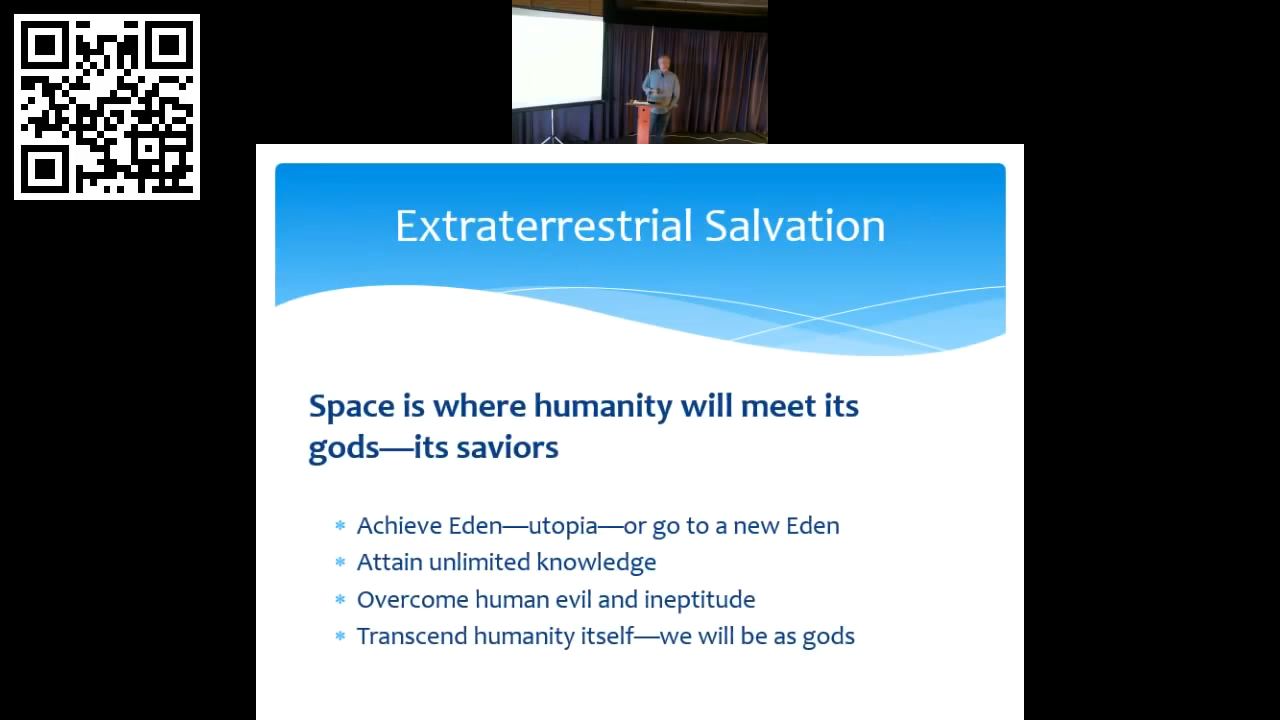 Extraterrestrial Salvation
Space is where humanity will meet its
gods—its saviors
* Achieve Eden—utopia—or go to a new Eden
* Attain unlimited knowledge
* Overcome human evil and ineptitude
* Transcend humanity itself—we will be as gods